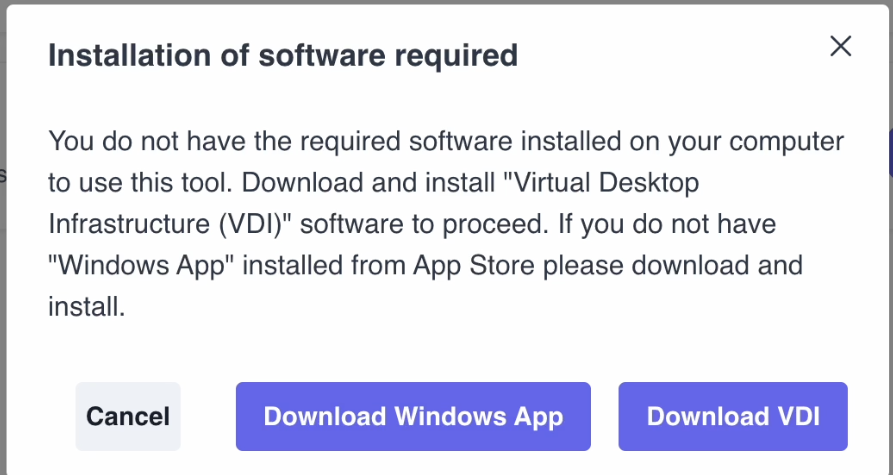 Installation of software required
You do not have the required software installed on your computer
to use this tool. Download and install "Virtual Desktop
Infrastructure (VDI)" software to proceed. If you do not have
"Windows App" installed from App Store please download and
install.
Cancel
Download Windows App
Download VDI